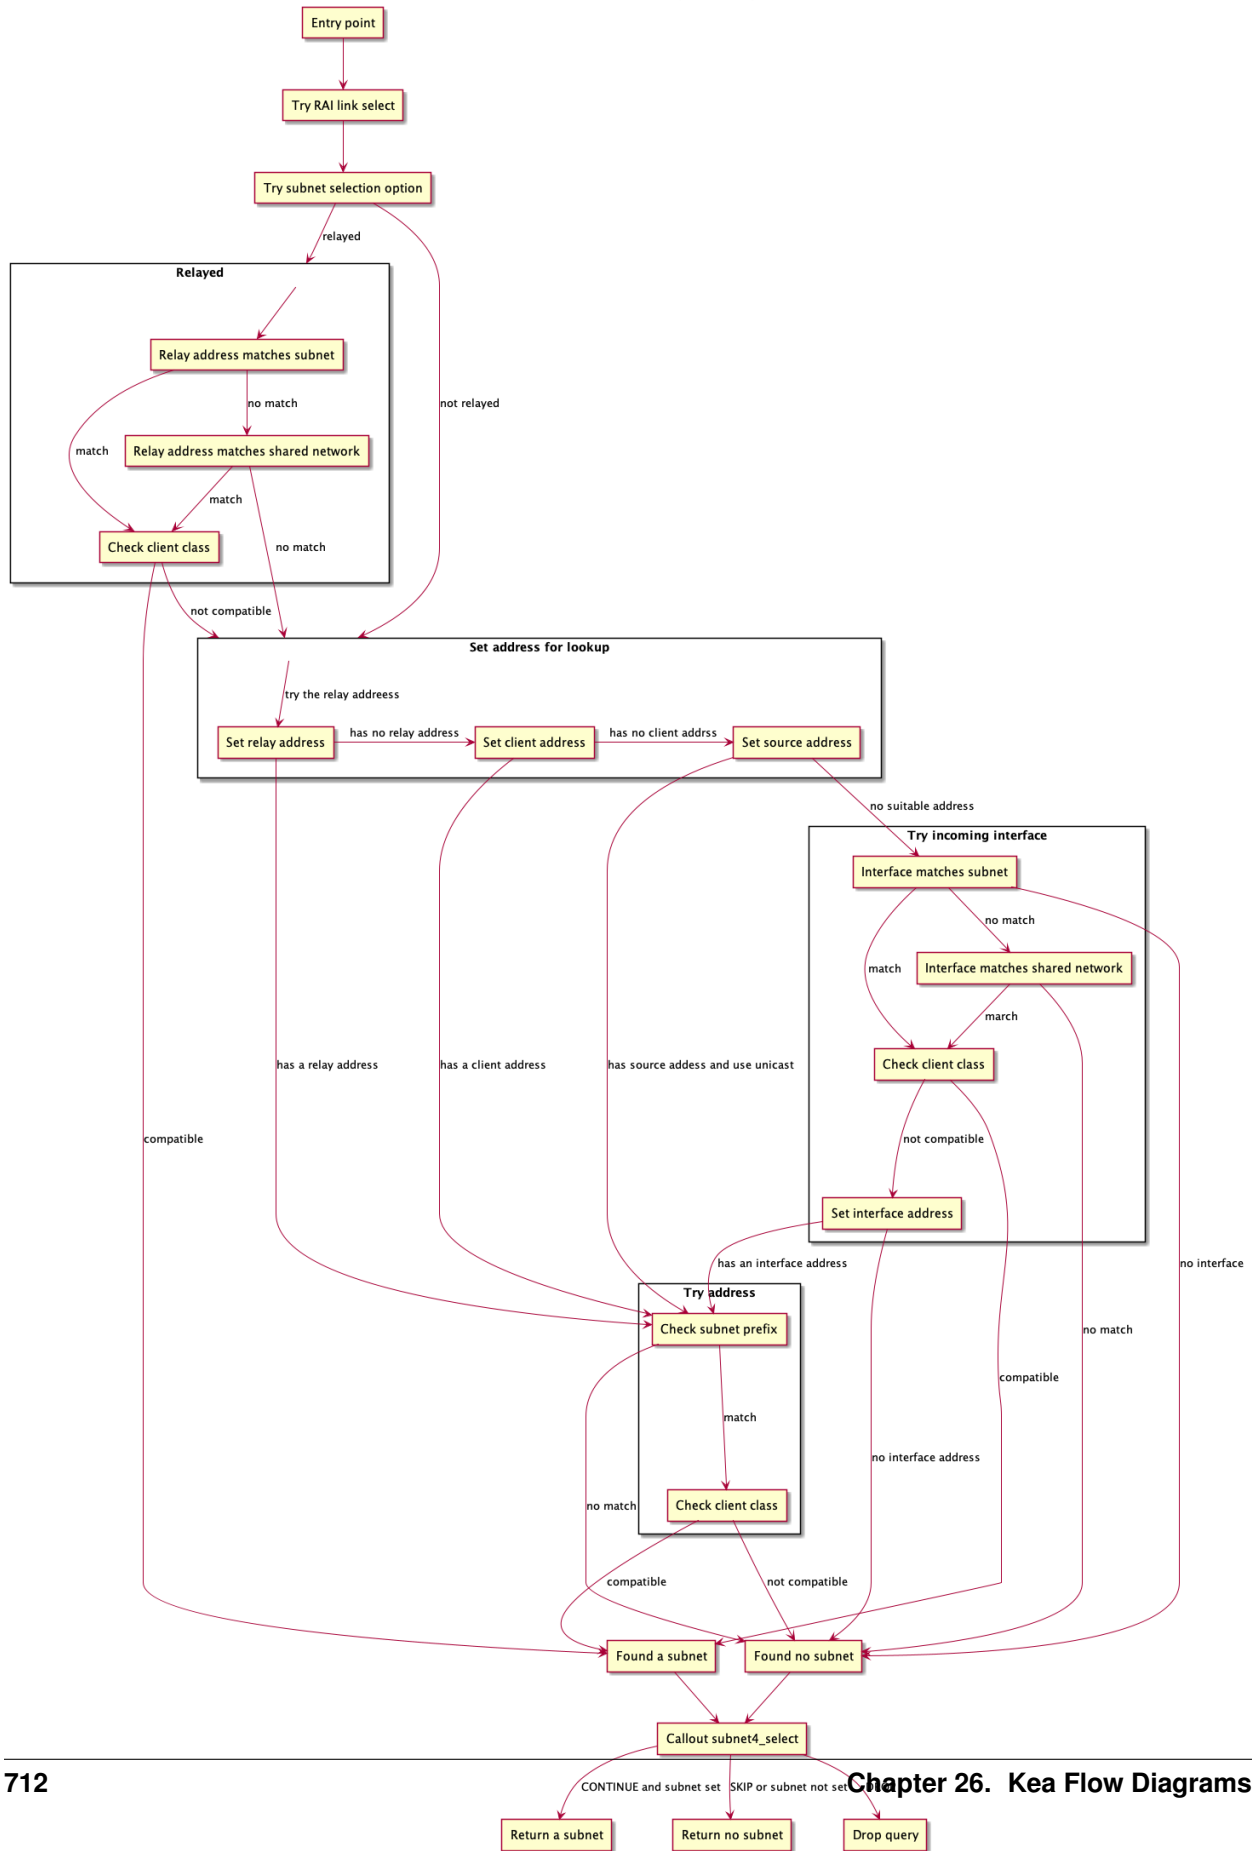 Entry point
Try RAI link select
Try subnet selection option
relayed
Relayed
Relay address matches subnet
no match
not relayed
match
Relay address matches shared network
match
Check client class
no match
not compatible
Set address for lookup
try the relay addreess
Set relay address
has no relay address
Set client address
has no client addrss
Set source address
no suitable address
Try incoming interface
Interface matches subnet
no match
match
Interface matches shared network
march
Check client class
has a relay address
has a client address
has source addess and use unicast
compatible
not compatible
Set interface address
has an interface address
no interface
Try address
Check subnet prefix
no match
compatible
match
no interface address
Check client class
no match
compatible
not compatible
Found a subnet
Found no subnet
Callout subnet4_select
712
Chapter 26. Kea Flow Diagrams
CONTINUE and subnet set
SKIP or subnet not set
Return a subnet
Return no subnet
Drop query